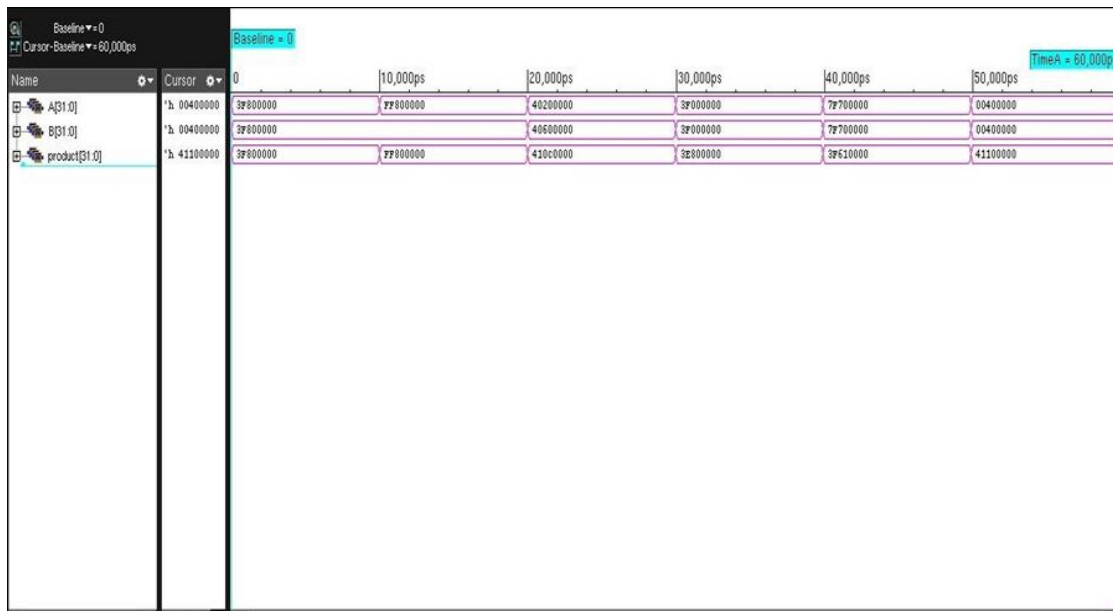 Baseline▼=0
Cursor-Baseline▼=60,000ps
Baseline = 0
TimeA = 60,000p
Name Cursor 0 10,000ps 20,000ps 30,000ps 40,000ps 50,000ps
A[31:0] 'h 00400000 3F800000 FF800000 40200000 3F000000 7F700000 00400000
B[31:0] 'h 00400000 3F800000 40600000 3F000000 7F700000 00400000
product[31:0] 'h 41100000 3F800000 FF800000 410C0000 3E800000 3F610000 41100000